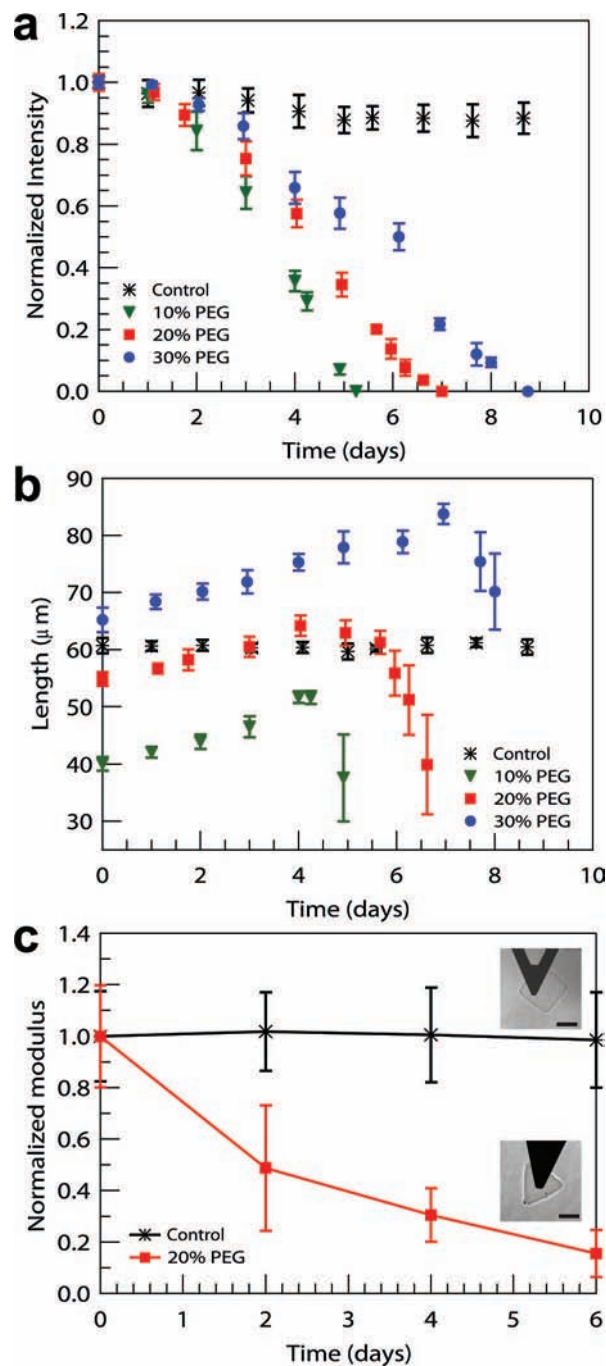 a
1.2
1.0
0.8
0.6
0.4
0.2
0.0
Normalized Intensity
Control
10% PEG
20% PEG
30% PEG
0 2 4 6 8 10
Time (days)
b
90
80
70
60
50
40
30
Length (μ m)
Control
10% PEG
20% PEG
30% PEG
0 2 4 6 8 10
Time (days)
c
1.4
1.2
1.0
0.8
0.6
0.4
0.2
0.0
Normalized modulus
Control
20% PEG
0 1 2 3 4 5 6
Time (days)